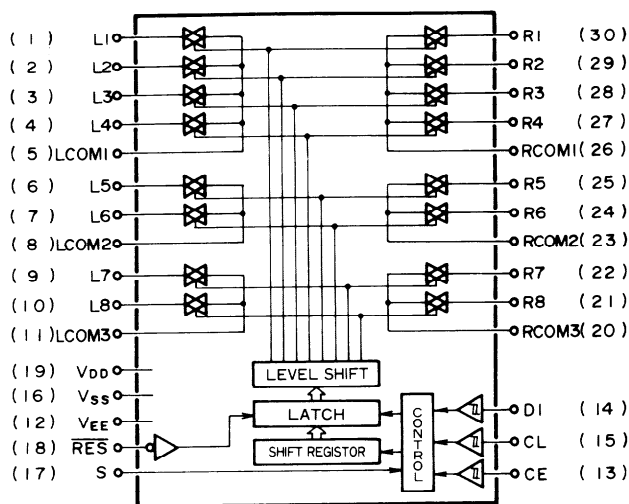 (1) L1 R1 (30)
(2) L2 R2 (29)
(3) L3 R3 (28)
(4) L4 R4 (27)
(5) LCOM1 RCOM1 (26)
(6) L5 R5 (25)
(7) L6 R6 (24)
(8) LCOM2 RCOM2 (23)
(9) L7 R7 (22)
(10) L8 R8 (21)
(11) LCOM3 RCOM3 (20)
(19) VDD LEVEL SHIFT
(16) VSS
(12) VEE LATCH CONTROL DI (14)
(18) RES SHIFT REGISTOR CL (15)
(17) S CE (13)